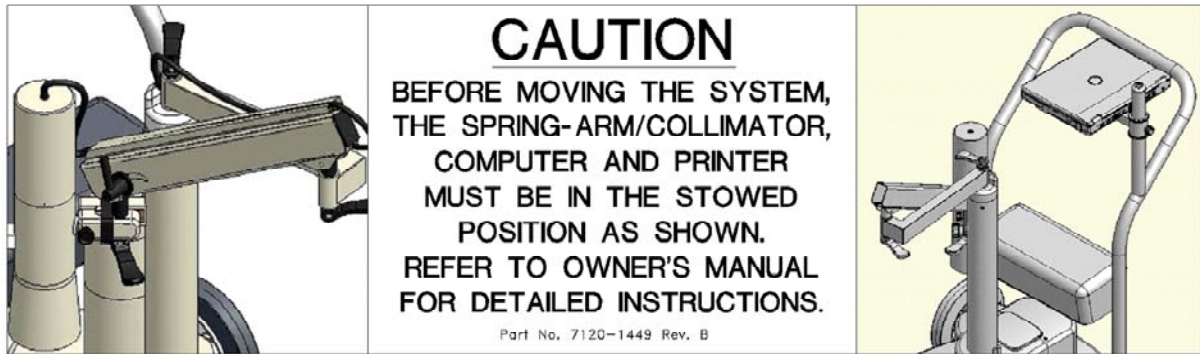 CAUTION
BEFORE MOVING THE SYSTEM,
THE SPRING-ARM/COLLIMATOR,
COMPUTER AND PRINTER
MUST BE IN THE STOWED
POSITION AS SHOWN.
REFER TO OWNER'S MANUAL
FOR DETAILED INSTRUCTIONS.
Part No. 7120-1449 Rev. B